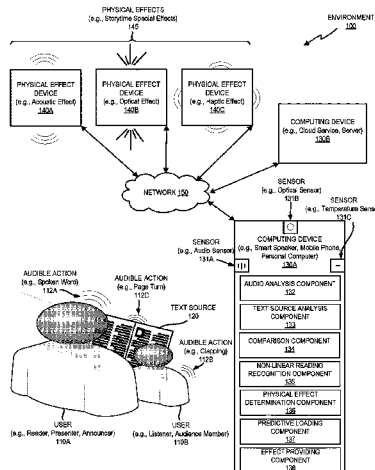 PHYSICAL EFFECTS
(e.g., Storytime Special Effects)
145
ENVIRONMENT
100
PHYSICAL EFFECT
DEVICE
(e.g., Acoustic Effect)
140A
PHYSICAL EFFECT
DEVICE
(e.g., Optical Effect)
140B
PHYSICAL EFFECT
DEVICE
(e.g., Haptic Effect)
140C
COMPUTING DEVICE
(e.g., Cloud Service, Server)
130B
NETWORK 150
SENSOR
(e.g., Optical Sensor)
131B
SENSOR
(e.g., Temperature Sens
131C
SENSOR
(e.g., Audio Sensor)
131A
COMPUTING DEVICE
(e.g., Smart Speaker, Mobile Phone,
Personal Computer)
130A
AUDIO ANALYSIS COMPONENT
132
TEXT SOURCE ANALYSIS
COMPONENT
133
COMPARISON COMPONENT
134
NON-LINEAR READING
RECOGNITION COMPONENT
135
PHYSICAL EFFECT
DETERMINATION COMPONENT
136
PREDICTIVE LOADING
COMPONENT
137
EFFECT PROVIDING
COMPONENT
138
AUDIBLE ACTION
(e.g., Spoken Word)
112A
AUDIBLE ACTION
(e.g., Page Turn)
112C
TEXT SOURCE
120
AUDIBLE ACTION
(e.g., Clapping)
112B
USER
(e.g., Reader, Presenter, Announcer)
110A
USER
(e.g., Listener, Audience Member)
110B